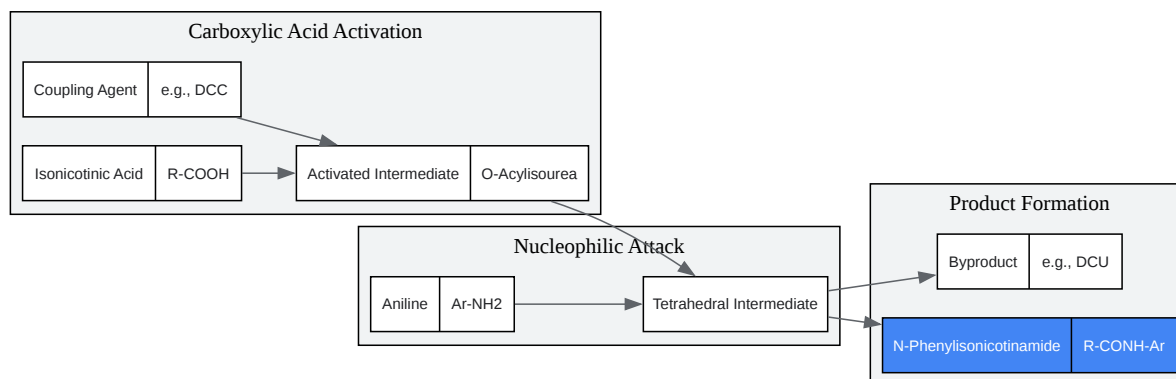 Carboxylic Acid Activation
Coupling Agent e.g., DCC
Isonicotinic Acid R-COOH
Activated Intermediate O-Acylisourea
Nucleophilic Attack
Aniline Ar-NH2
Tetrahedral Intermediate
Product Formation
Byproduct e.g., DCU
N-Phenylisonicotinamide R-CONH-Ar